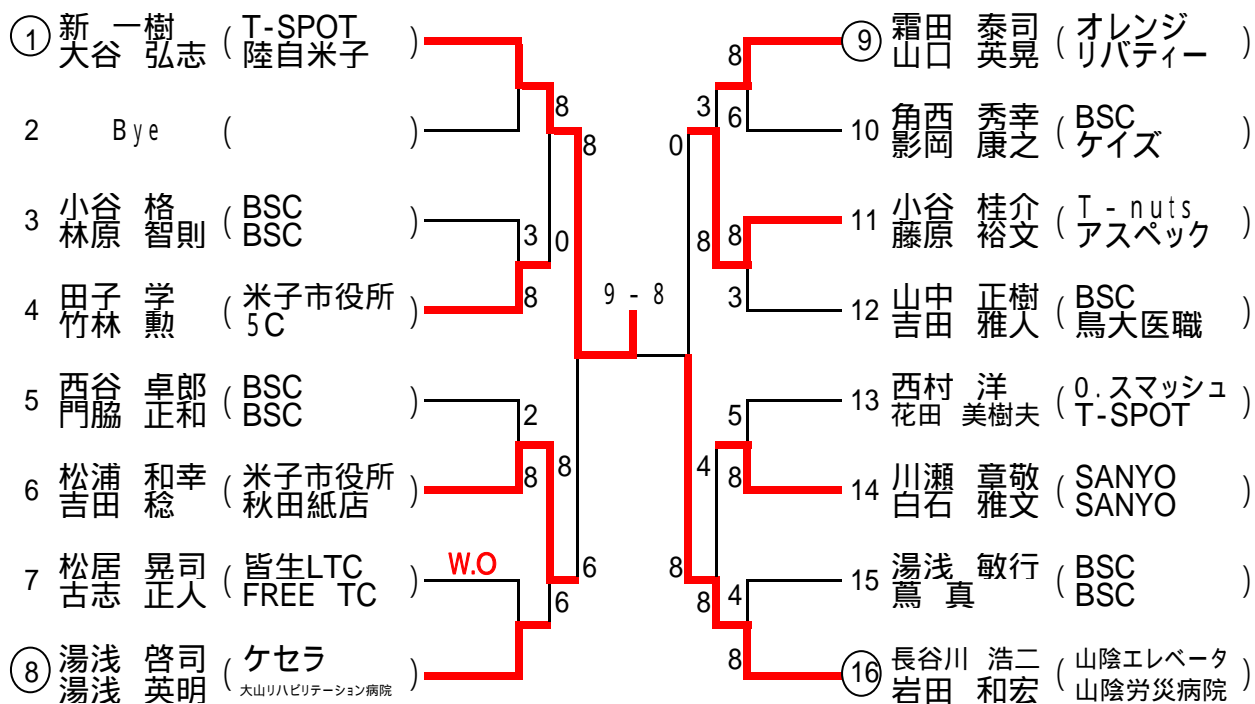 1 新 一樹 ( T-SPOT )
大谷 弘志 陸自米子
2 Bye ( )
3 小谷 格 ( BSC )
林原 智則 BSC
4 田子 学 ( 米子市役所 )
竹林 勲 5C
5 西谷 卓郎 ( BSC )
門脇 正和 BSC
6 松浦 和幸 ( 米子市役所 )
吉田 稔 秋田紙店
7 松居 晃司 ( 皆生LTC )
古志 正人 FREE TC
W.O
8 湯浅 啓司 ( ケセラ )
湯浅 英明 大山リハビリテーション病院
8
8
3
0
8
2
8
8
6
6
9 - 8
8
3
6
0
8
8
3
5
4
8
8
8
4
8
9 霜田 泰司 ( オレンジ )
山口 英晃 リバティー
10 角西 秀幸 ( BSC )
影岡 康之 ケイズ
11 小谷 桂介 ( T - nuts )
藤原 裕文 アスペック
12 山中 正樹 ( BSC )
吉田 雅人 鳥大医職
13 西村 洋 ( O.スマッシュ )
花田 美樹夫 T-SPOT
14 川瀬 章敬 ( SANYO )
白石 雅文 SANYO
15 湯浅 敏行 ( BSC )
蔦 真 BSC
16 長谷川 浩二 ( 山陰エレベータ )
岩田 和宏 山陰労災病院